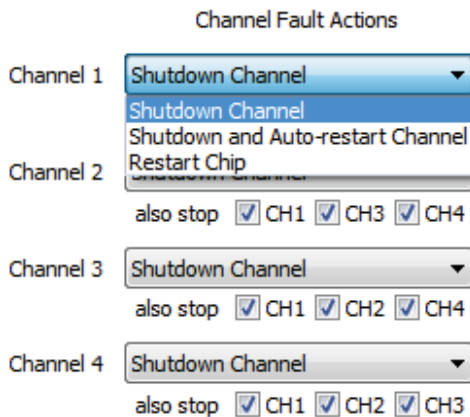 Channel Fault Actions
Channel 1 Shutdown Channel
Shutdown Channel
Shutdown and Auto-restart Channel
Restart Chip
Channel 2
also stop CH1 CH3 CH4
Channel 3 Shutdown Channel
also stop CH1 CH2 CH4
Channel 4 Shutdown Channel
also stop CH1 CH2 CH3